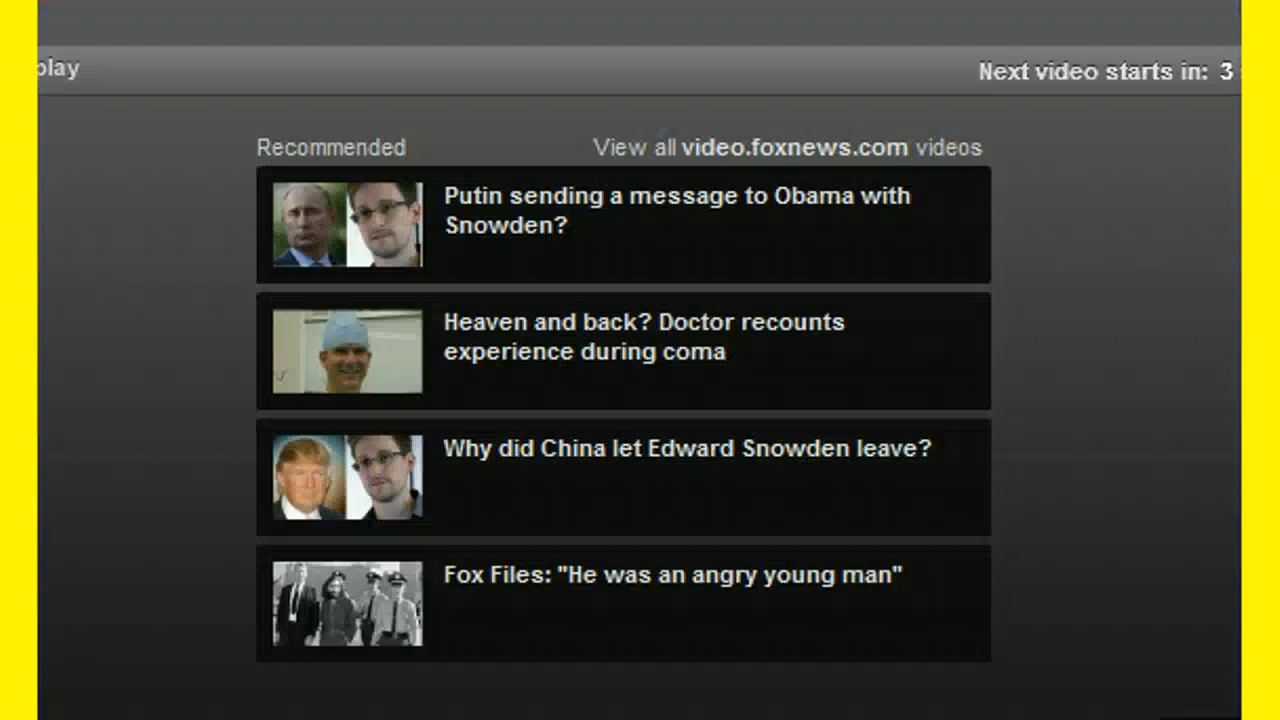 play
Next video starts in: 3
Recommended
View all video.foxnews.com videos
Putin sending a message to Obama with
Snowden?
Heaven and back? Doctor recounts
experience during coma
Why did China let Edward Snowden leave?
Fox Files: "He was an angry young man"